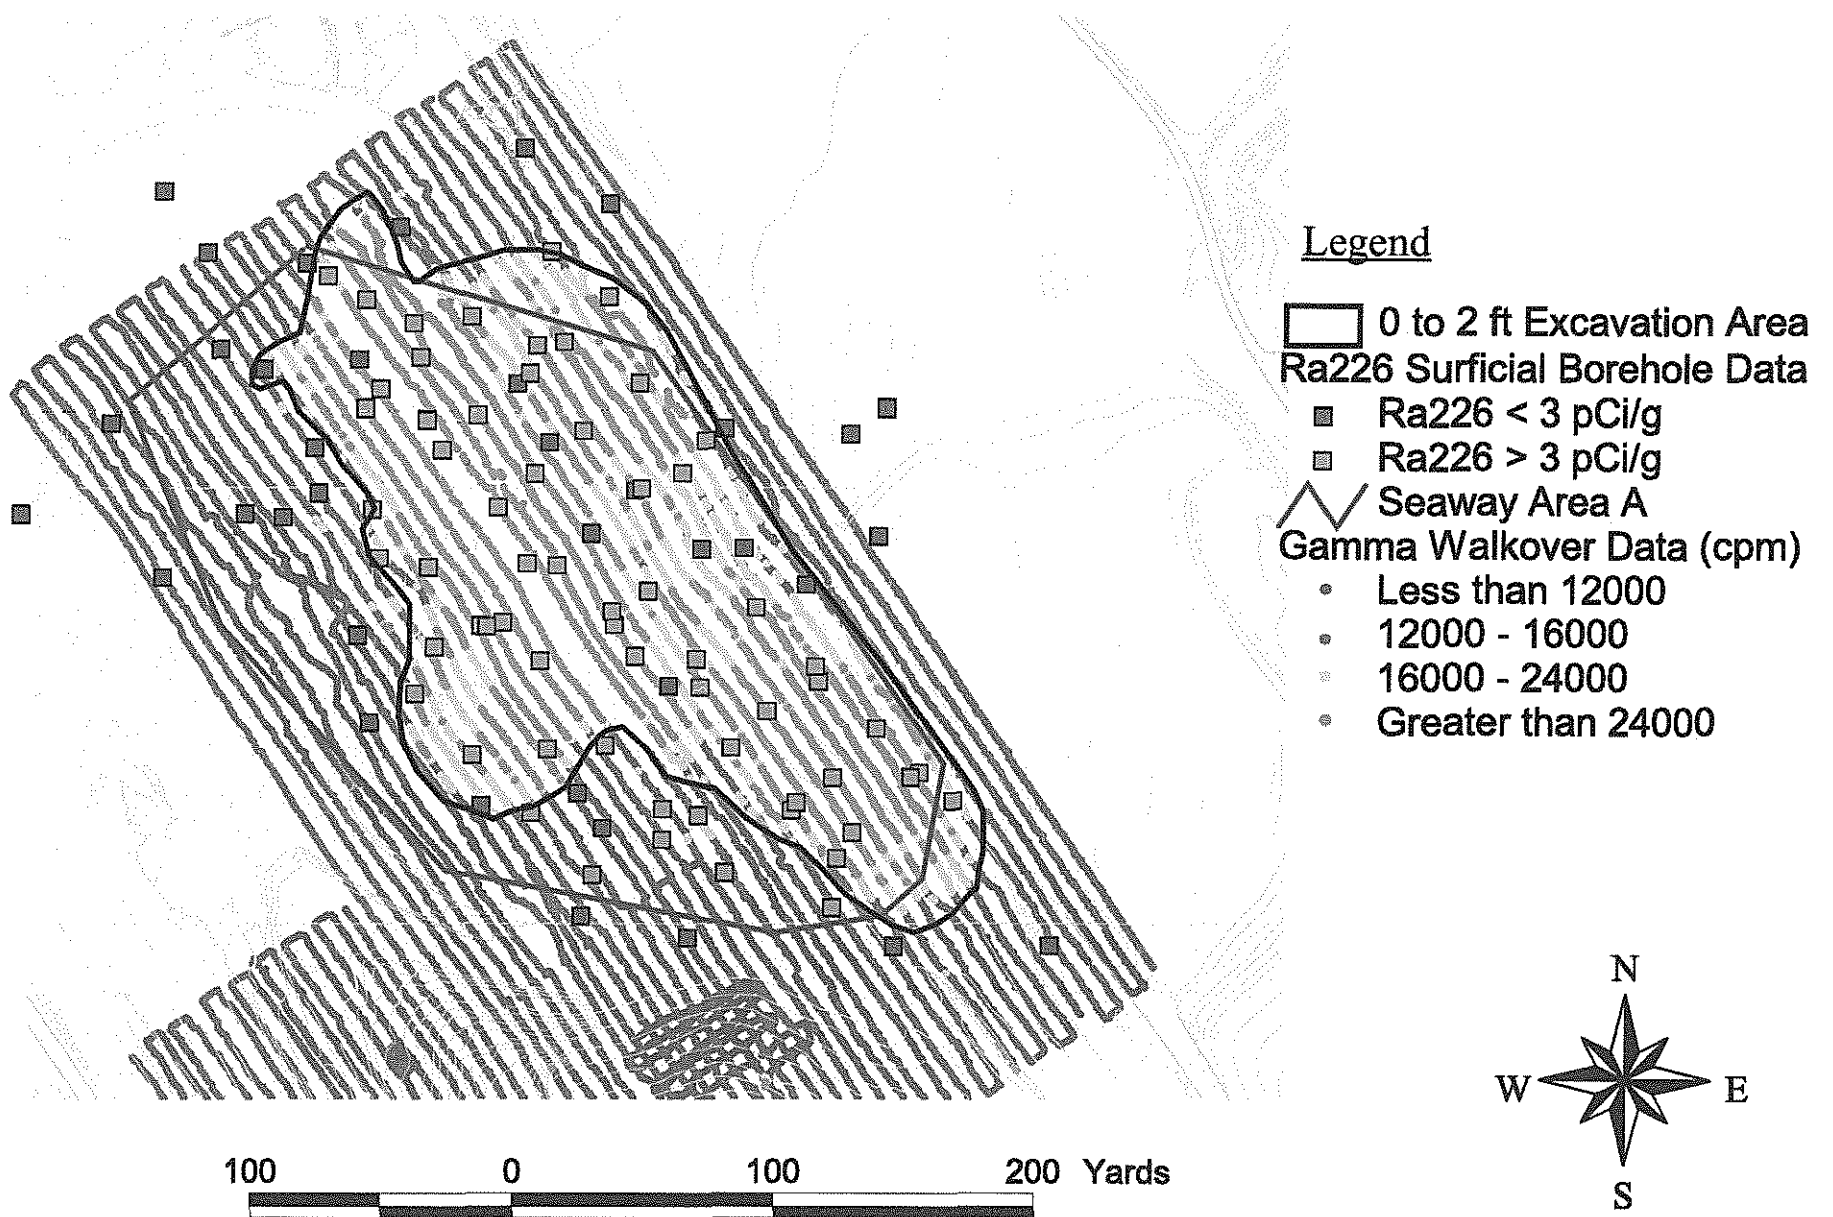 Legend
0 to 2 ft Excavation Area
Ra226 Surficial Borehole Data
Ra226 < 3 pCi/g
Ra226 > 3 pCi/g
Seaway Area A
Gamma Walkover Data (cpm)
Less than 12000
12000 - 16000
16000 - 24000
Greater than 24000
N
W E
S
100 0 100 200 Yards